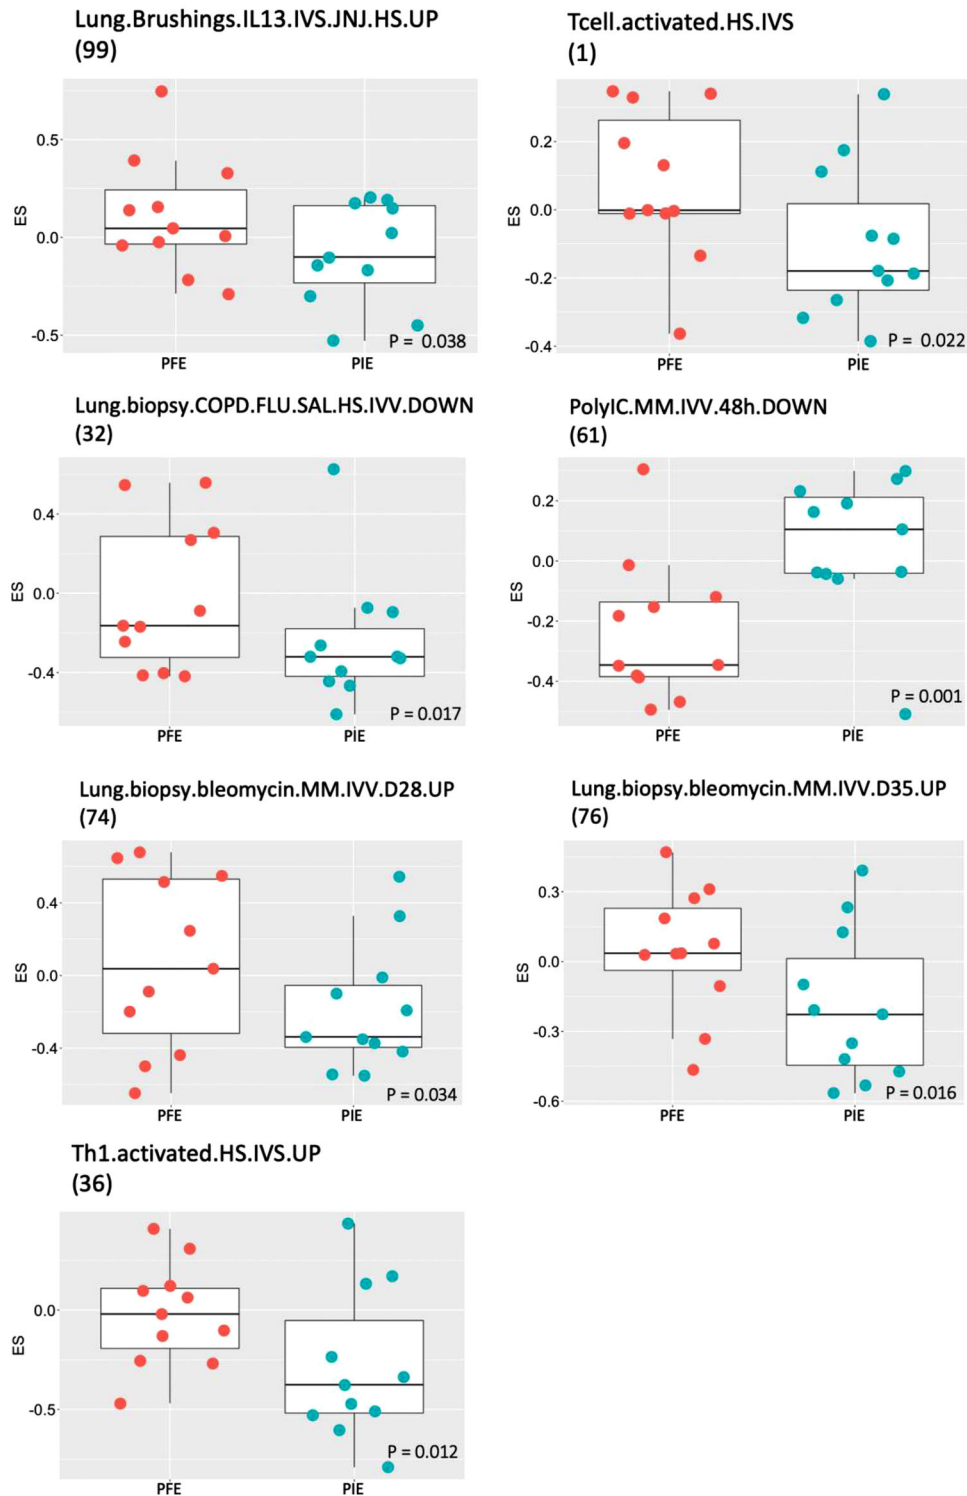 Lung.Brushings.IL13.IVS.JNJ.HS.UP
(99)
ES
0.5
0.0
-0.5
P = 0.038
PFE
PIE
Tcell.activated.HS.IVS
(1)
ES
0.2
0.0
-0.2
-0.4
P = 0.022
PFE
PIE
Lung.biopsy.COPD.FLU.SAL.HS.IVV.DOWN
(32)
ES
0.4
0.0
-0.4
P = 0.017
PFE
PIE
PolyIC.MM.IVV.48h.DOWN
(61)
ES
0.2
0.0
-0.2
-0.4
P = 0.001
PFE
PIE
Lung.biopsy.bleomycin.MM.IVV.D28.UP
(74)
ES
0.4
0.0
-0.4
P = 0.034
PFE
PIE
Lung.biopsy.bleomycin.MM.IVV.D35.UP
(76)
ES
0.3
0.0
-0.3
-0.6
P = 0.016
PFE
PIE
Th1.activated.HS.IVS.UP
(36)
ES
0.0
-0.5
P = 0.012
PFE
PIE